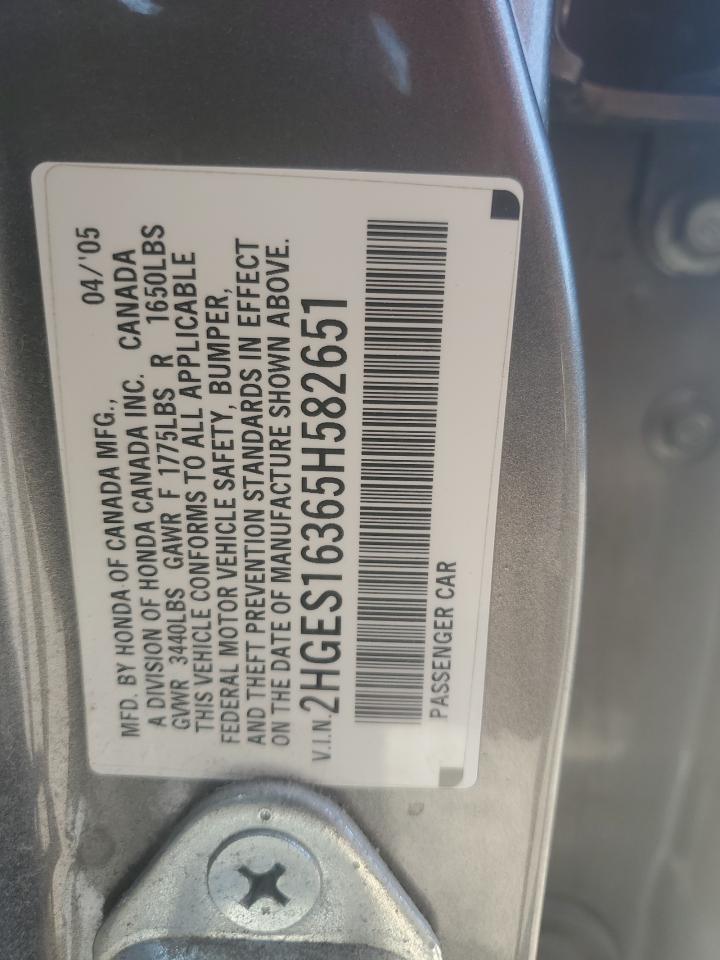 MFD. BY HONDA OF CANADA MFG., 04/'05
A DIVISION OF HONDA CANADA INC. CANADA
GVWR 3440LBS GAWR F 1775LBS R 1650LBS
THIS VEHICLE CONFORMS TO ALL APPLICABLE
FEDERAL MOTOR VEHICLE SAFETY, BUMPER,
AND THEFT PREVENTION STANDARDS IN EFFECT
ON THE DATE OF MANUFACTURE SHOWN ABOVE.
V.I.N. 2HGES16365H582651
PASSENGER CAR